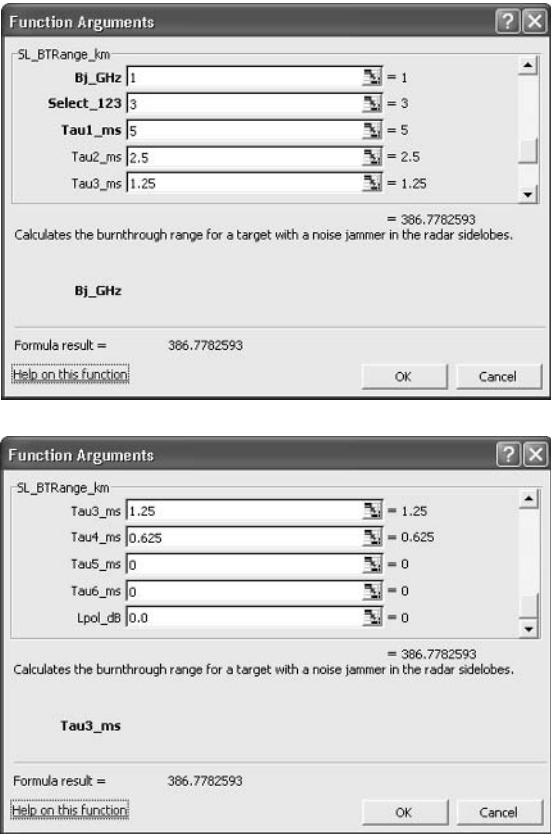 Function Arguments
SL_BTRange_km
Bj_GHz 1 = 1
Select_123 3 = 3
Tau1_ms 5 = 5
Tau2_ms 2.5 = 2.5
Tau3_ms 1.25 = 1.25
= 386.7782593
Calculates the burnthrough range for a target with a noise jammer in the radar sidelobes.
Bj_GHz
Formula result = 386.7782593
Help on this function OK Cancel
Function Arguments
SL_BTRange_km
Tau3_ms 1.25 = 1.25
Tau4_ms 0.625 = 0.625
Tau5_ms 0 = 0
Tau6_ms 0 = 0
Lpol_dB 0.0 = 0
= 386.7782593
Calculates the burnthrough range for a target with a noise jammer in the radar sidelobes.
Tau3_ms
Formula result = 386.7782593
Help on this function OK Cancel